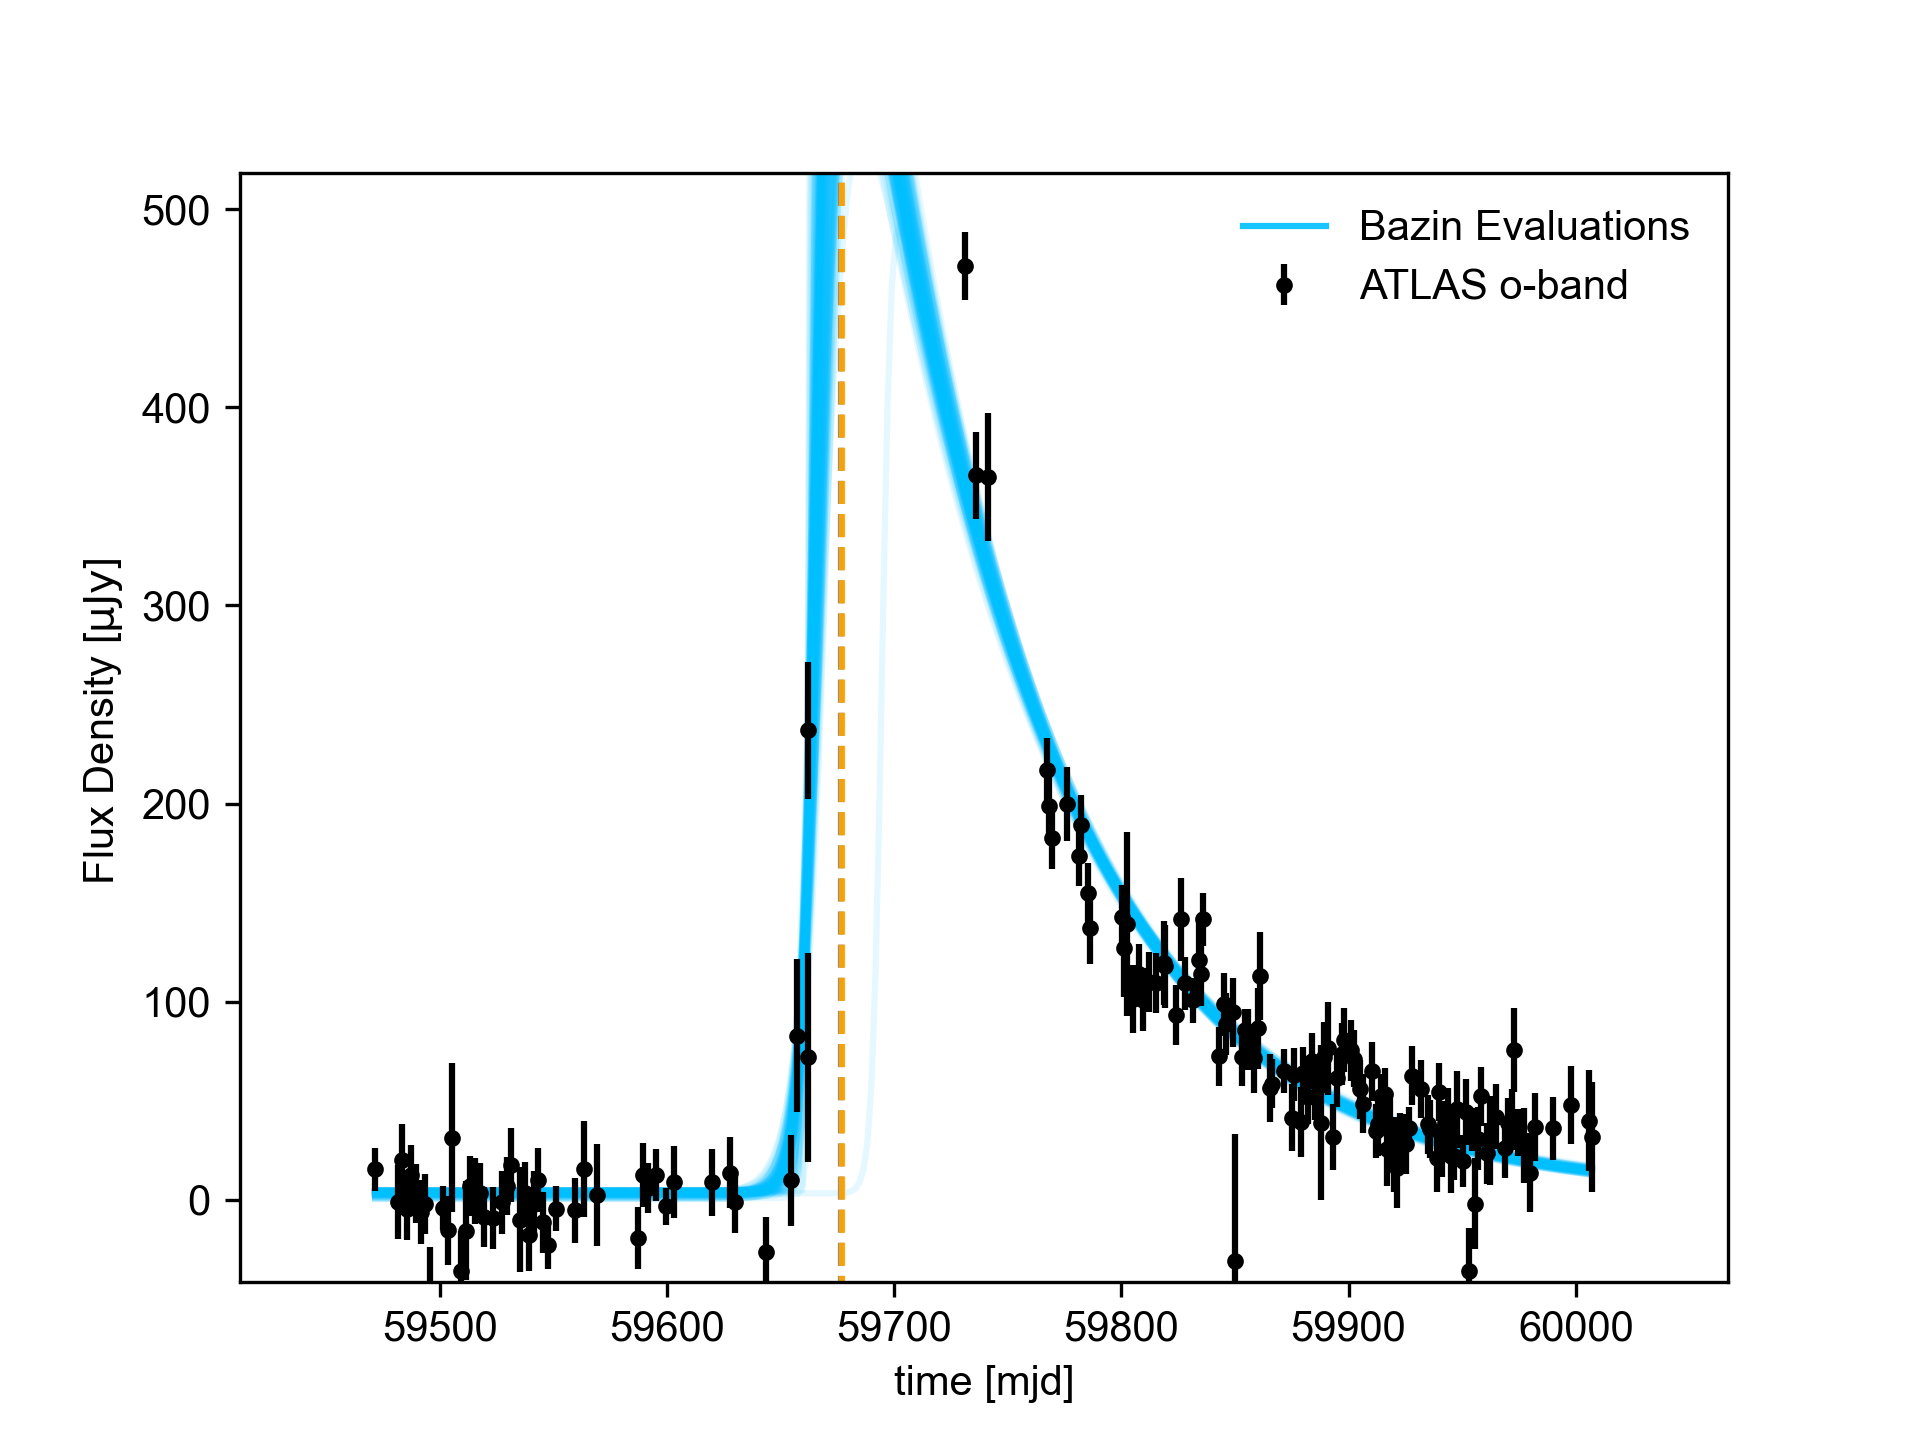 Bazin Evaluations
ATLAS o-band
500
400
300
200
100
0
Flux Density [μJy]
59500 59600 59700 59800 59900 60000
time [mjd]